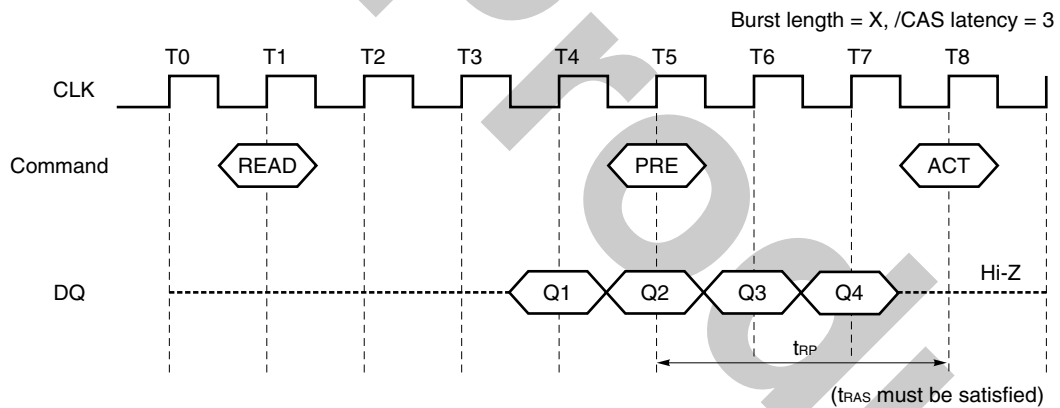 Burst length = X, /CAS latency = 3
T0 T1 T2 T3 T4 T5 T6 T7 T8
CLK
Command READ PRE ACT
DQ Q1 Q2 Q3 Q4 Hi-Z
tRP
(tRAS must be satisfied)